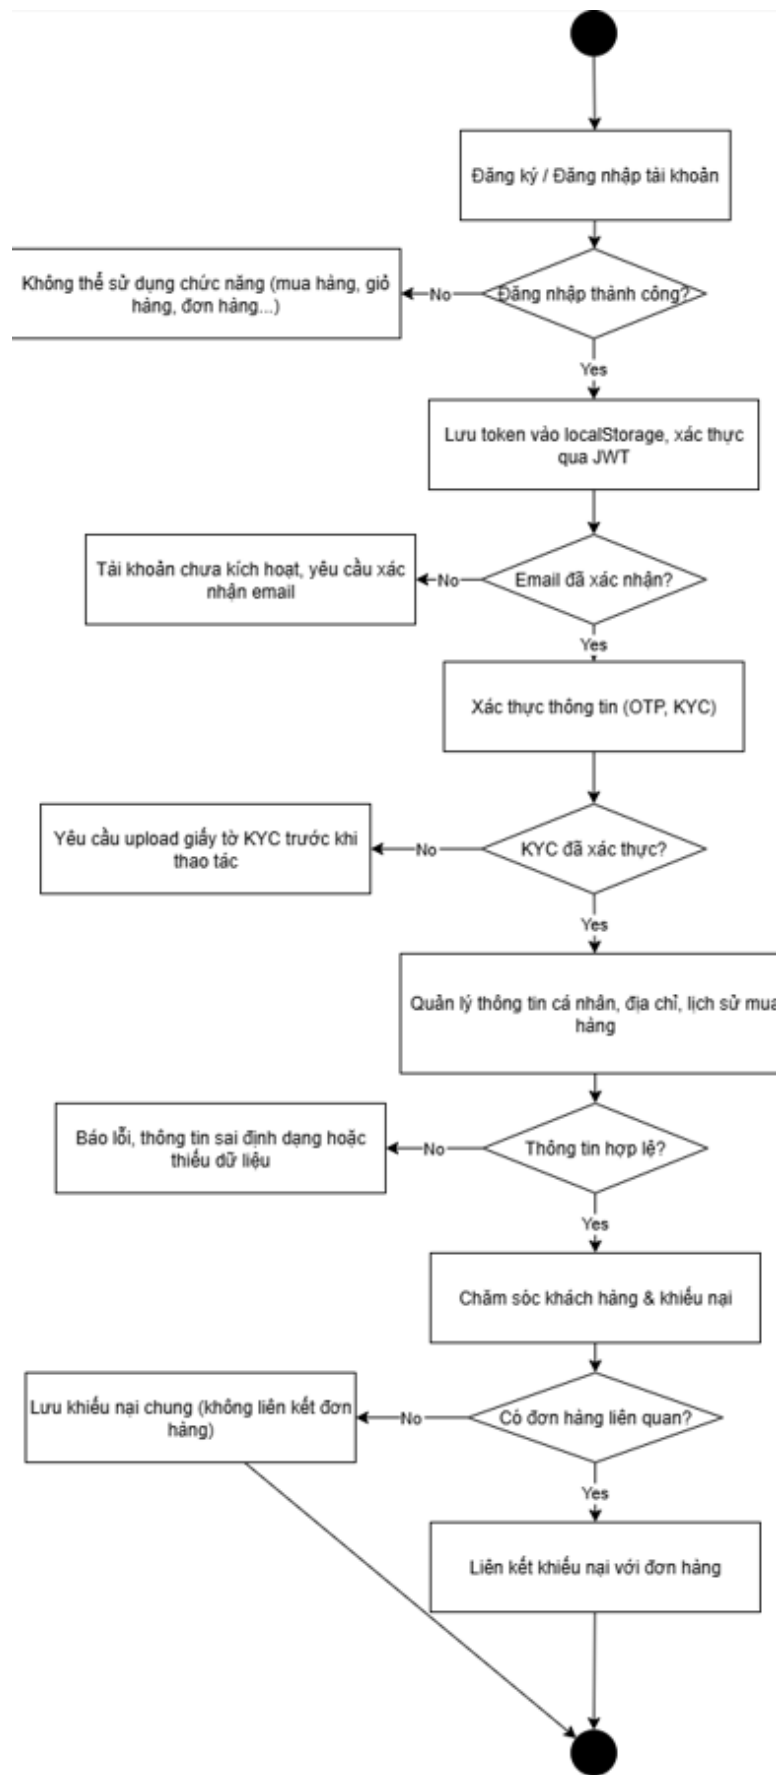 Đăng ký / Đăng nhập tài khoản
Không thể sử dụng chức năng (mua hàng, giỏ
hàng, đơn hàng...)
No
Đăng nhập thành công?
Yes
Lưu token vào localStorage, xác thực
qua JWT
Tài khoản chưa kích hoạt, yêu cầu xác
nhận email
No
Email đã xác nhận?
Yes
Xác thực thông tin (OTP, KYC)
Yêu cầu upload giấy tờ KYC trước khi
thao tác
No
KYC đã xác thực?
Yes
Quản lý thông tin cá nhân, địa chỉ, lịch sử mua
hàng
Báo lỗi, thông tin sai định dạng hoặc
thiếu dữ liệu
No
Thông tin hợp lệ?
Yes
Chăm sóc khách hàng & khiếu nại
Lưu khiếu nại chung (không liên kết đơn
hàng)
No
Có đơn hàng liên quan?
Yes
Liên kết khiếu nại với đơn hàng